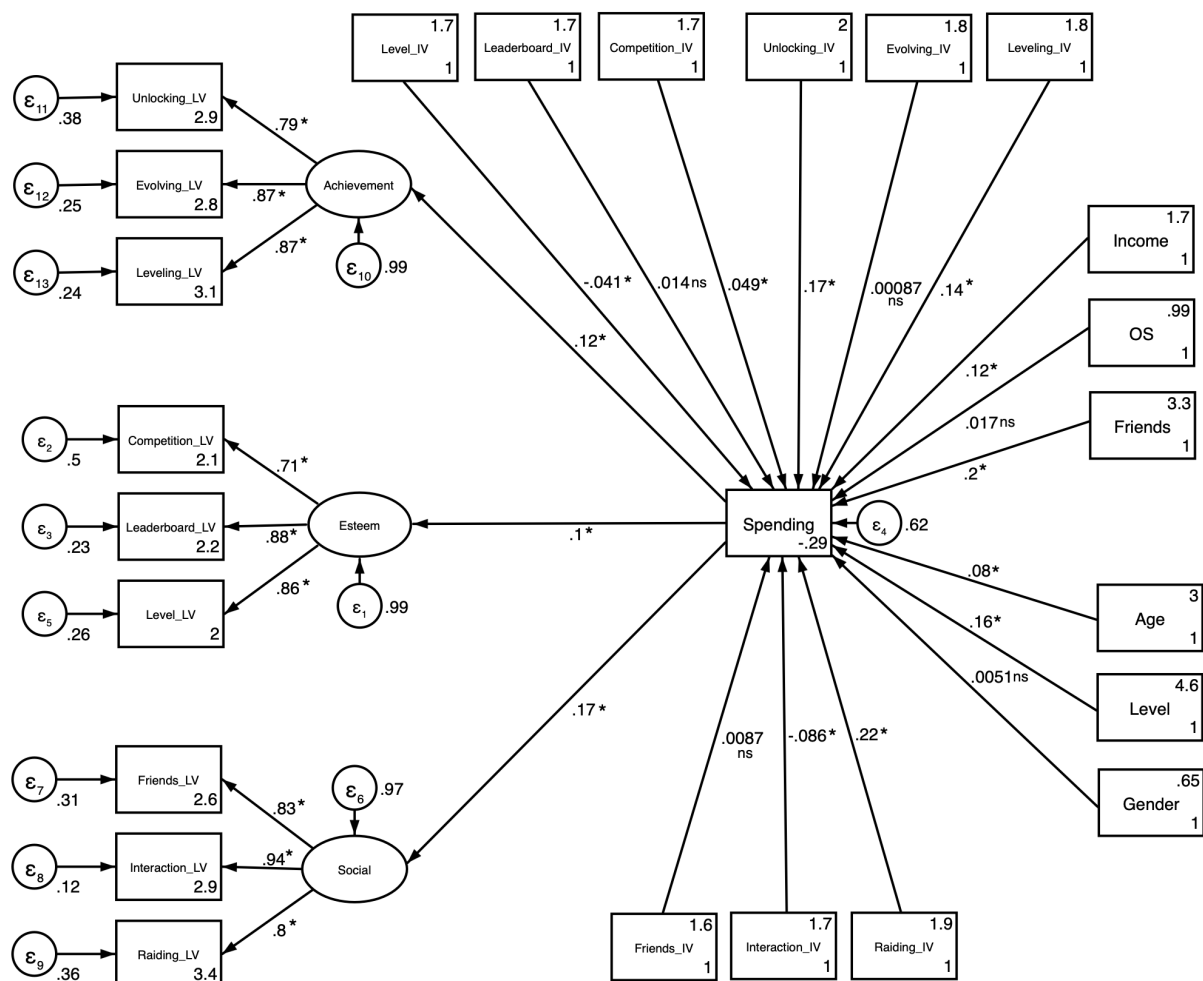 1.7
Level_IV
1
1.7
Leaderboard_IV
1
1.7
Competition_IV
1
2
Unlocking_IV
1
1.8
Evolving_IV
1
1.8
Leveling_IV
1
ε11
.38
Unlocking_LV
2.9
.79*
ε12
.25
Evolving_LV
2.8
.87*
Achievement
ε13
.24
Leveling_LV
3.1
.87*
ε10
.99
1.7
Income
1
.99
OS
1
3.3
Friends
1
-.041*
.014ns
.049*
.17*
.00087
ns
.14*
.12*
.12*
.017ns
.2*
ε2
.5
Competition_LV
2.1
.71*
ε3
.23
Leaderboard_LV
2.2
.88*
Esteem
.1*
Spending
-.29
ε4
.62
ε5
.26
Level_LV
2
.86*
ε1
.99
.08*
.16*
.0051ns
3
Age
1
4.6
Level
1
.65
Gender
1
.17*
.0087
ns
-.086*
.22*
ε7
.31
Friends_LV
2.6
.83*
ε6
.97
ε8
.12
Interaction_LV
2.9
.94*
Social
ε9
.36
Raiding_LV
3.4
.8*
1.6
Friends_IV
1
1.7
Interaction_IV
1
1.9
Raiding_IV
1